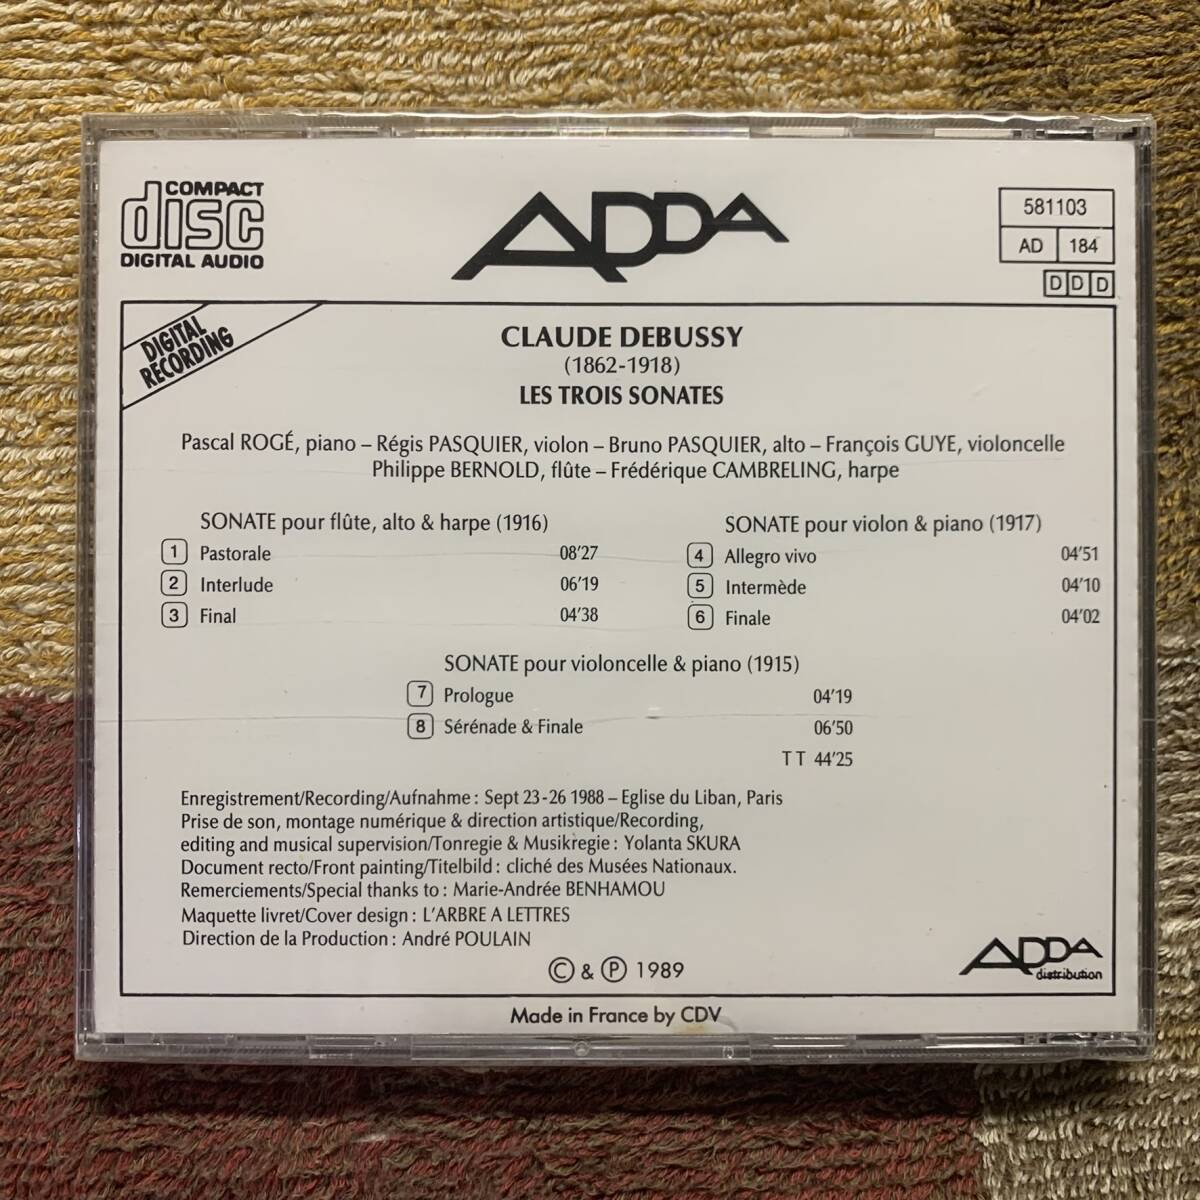 COMPACT
disc
DIGITAL AUDIO
ADDA
581103
AD 184
DDD
DIGITAL
RECORDING
CLAUDE DEBUSSY
(1862-1918)
LES TROIS SONATES
Pascal ROGÉ, piano – Régis PASQUIER, violon – Bruno PASQUIER, alto – François GUYE, violoncelle
Philippe BERNOLD, flûte – Frédérique CAMBRELING, harpe
SONATE pour flûte, alto & harpe (1916)
1 Pastorale 08'27
2 Interlude 06'19
3 Final 04'38
SONATE pour violon & piano (1917)
4 Allegro vivo 04'51
5 Intermède 04'10
6 Finale 04'02
SONATE pour violoncelle & piano (1915)
7 Prologue 04'19
8 Sérénade & Finale 06'50
TT 44'25
Enregistrement/Recording/Aufnahme : Sept 23-26 1988 – Eglise du Liban, Paris
Prise de son, montage numérique & direction artistique/Recording,
editing and musical supervision/Tonregie & Musikregie : Yolanta SKURA
Document recto/Front painting/Titelbild : cliché des Musées Nationaux.
Remerciements/Special thanks to : Marie-Andrée BENHAMOU
Maquette livret/Cover design : L'ARBRE A LETTRES
Direction de la Production : André POULAIN
© & ℗ 1989
ADDA
distribution
Made in France by CDV